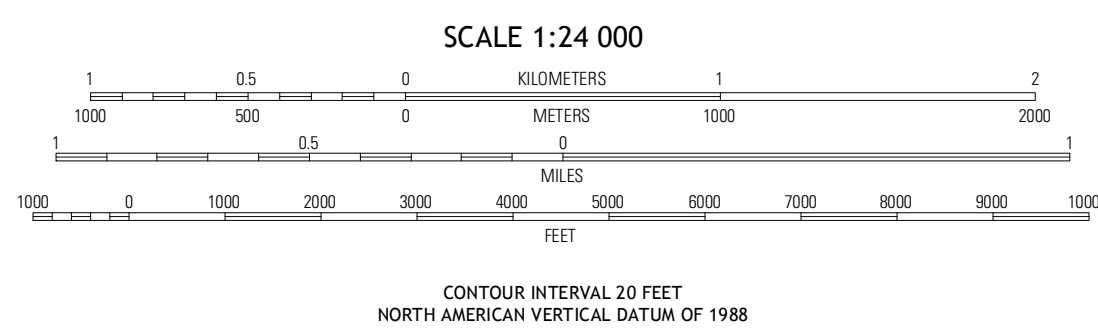 SCALE 1:24 000
1 0.5 0 KILOMETERS 1 2
1000 500 0 METERS 1000 2000
1 0.5 0 1
MILES
1000 0 1000 2000 3000 4000 5000 6000 7000 8000 9000 1000
FEET
CONTOUR INTERVAL 20 FEET
NORTH AMERICAN VERTICAL DATUM OF 1988